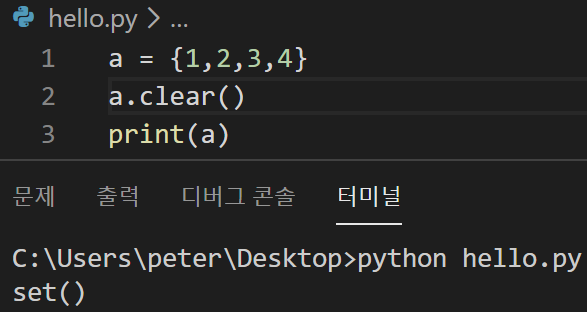 hello.py > ...
1 a = {1,2,3,4}
2 a.clear()
3 print(a)
문제 출력 디버그 콘솔 터미널
C:\Users\peter\Desktop>python hello.py
set()